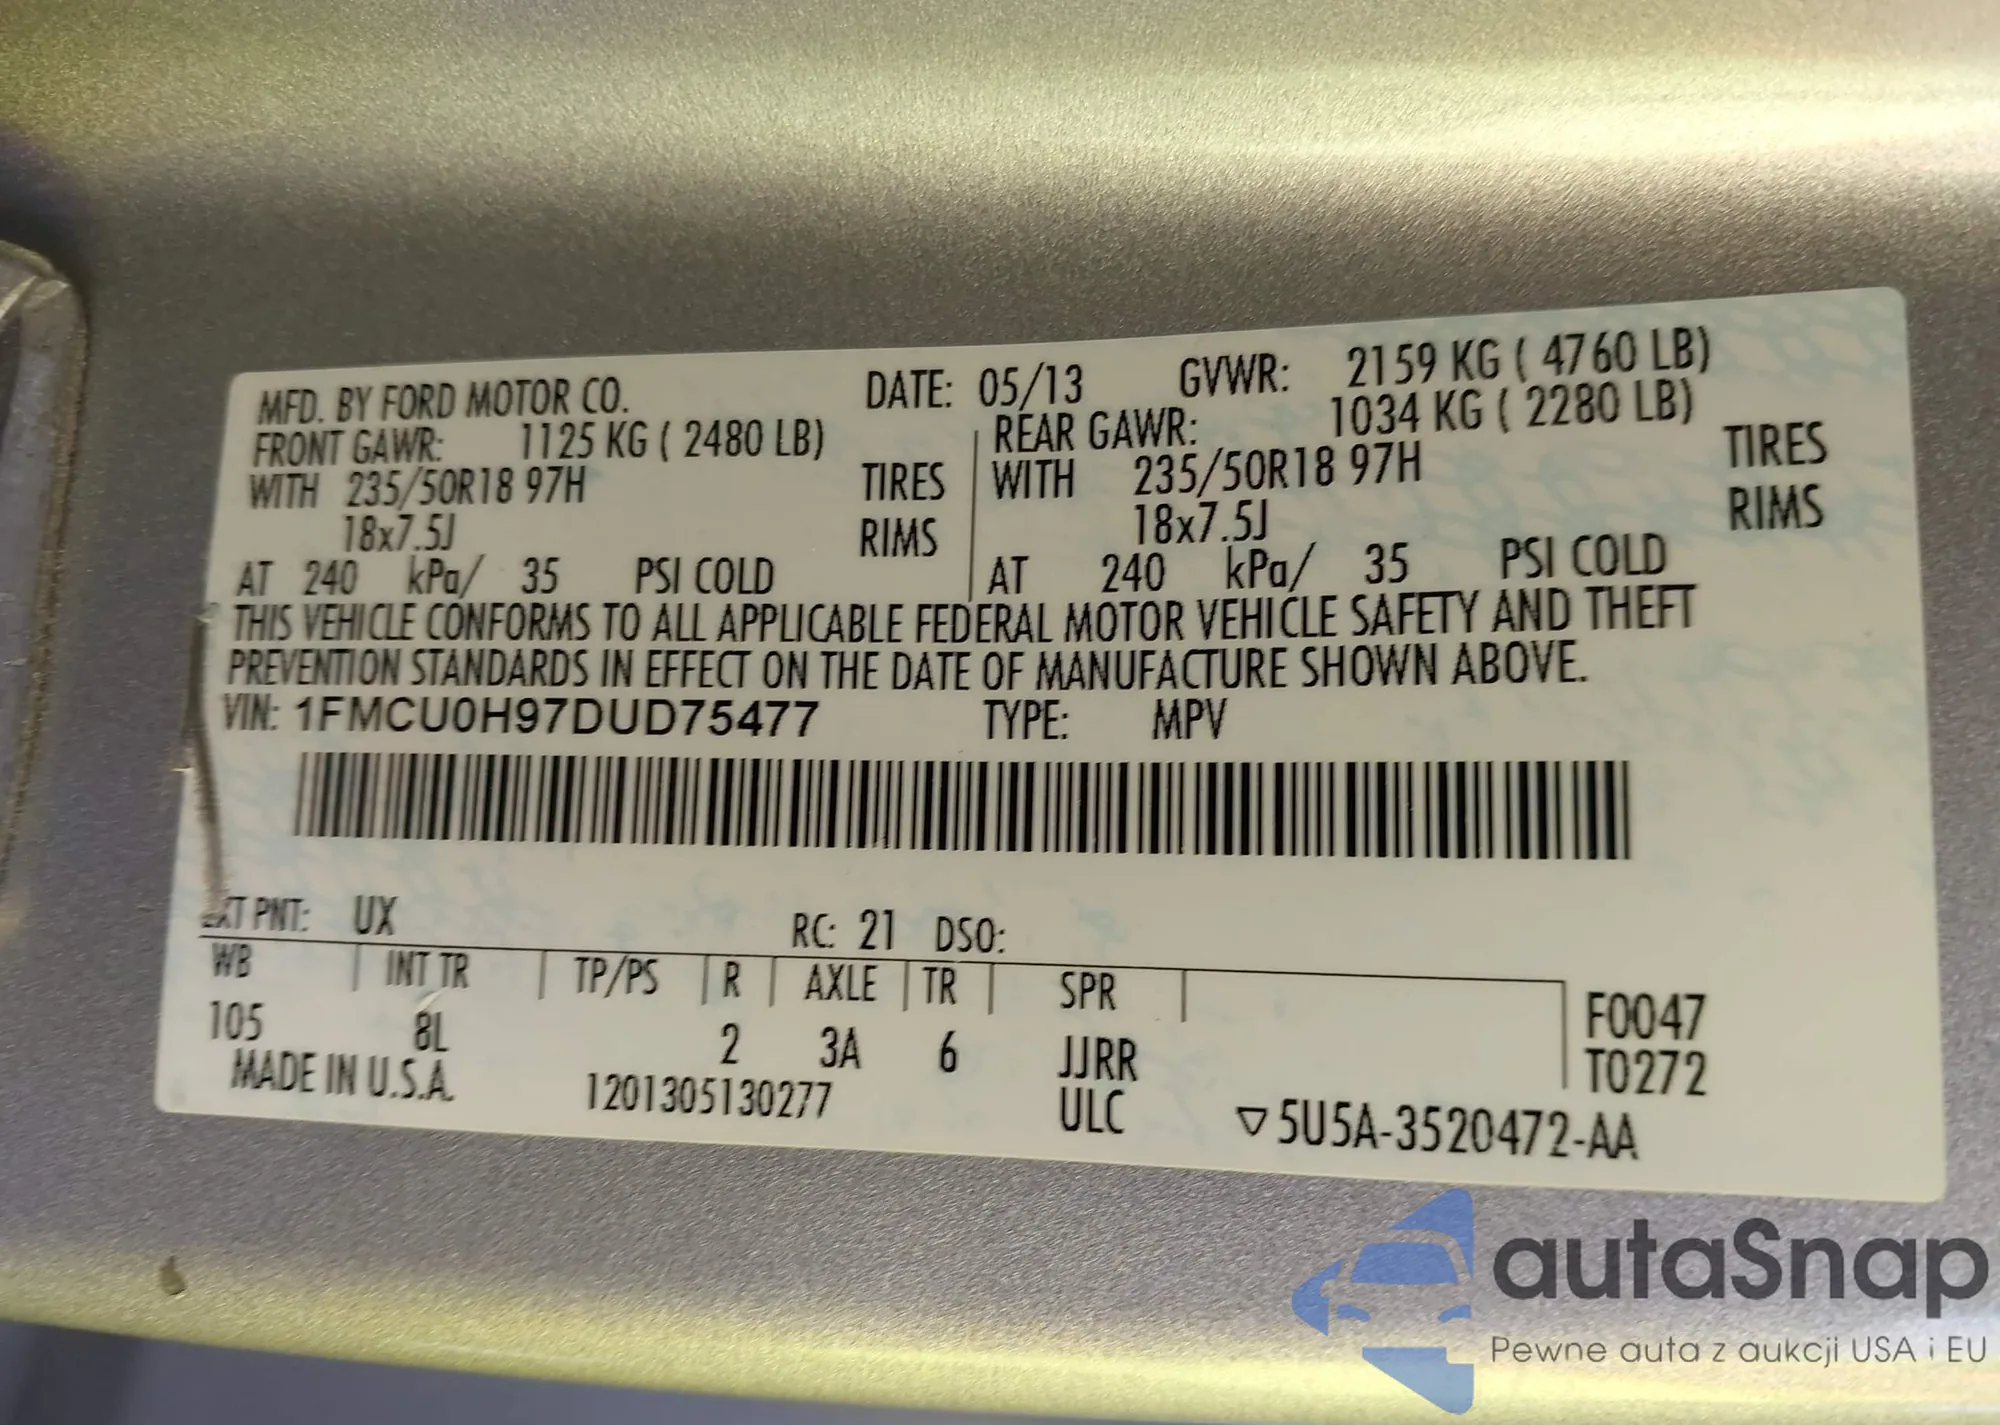 MFD. BY FORD MOTOR CO. DATE: 05/13 GVWR: 2159 KG ( 4760 LB)
FRONT GAWR: 1125 KG ( 2480 LB) REAR GAWR: 1034 KG ( 2280 LB)
WITH 235/50R18 97H TIRES WITH 235/50R18 97H TIRES
18x7.5J RIMS 18x7.5J RIMS
AT 240 kPa/ 35 PSI COLD AT 240 kPa/ 35 PSI COLD
THIS VEHICLE CONFORMS TO ALL APPLICABLE FEDERAL MOTOR VEHICLE SAFETY AND THEFT
PREVENTION STANDARDS IN EFFECT ON THE DATE OF MANUFACTURE SHOWN ABOVE.
VIN: 1FMCU0H97DUD75477 TYPE: MPV
EXT PNT: UX RC: 21 DSO:
WB INT TR TP/PS R AXLE TR SPR
105 8L 2 3A 6 JJRR F0047
T0272
MADE IN U.S.A. 1201305130277 ULC ▽5U5A-3520472-AA
autaSnap
Pewne auta z aukcji USA i EU